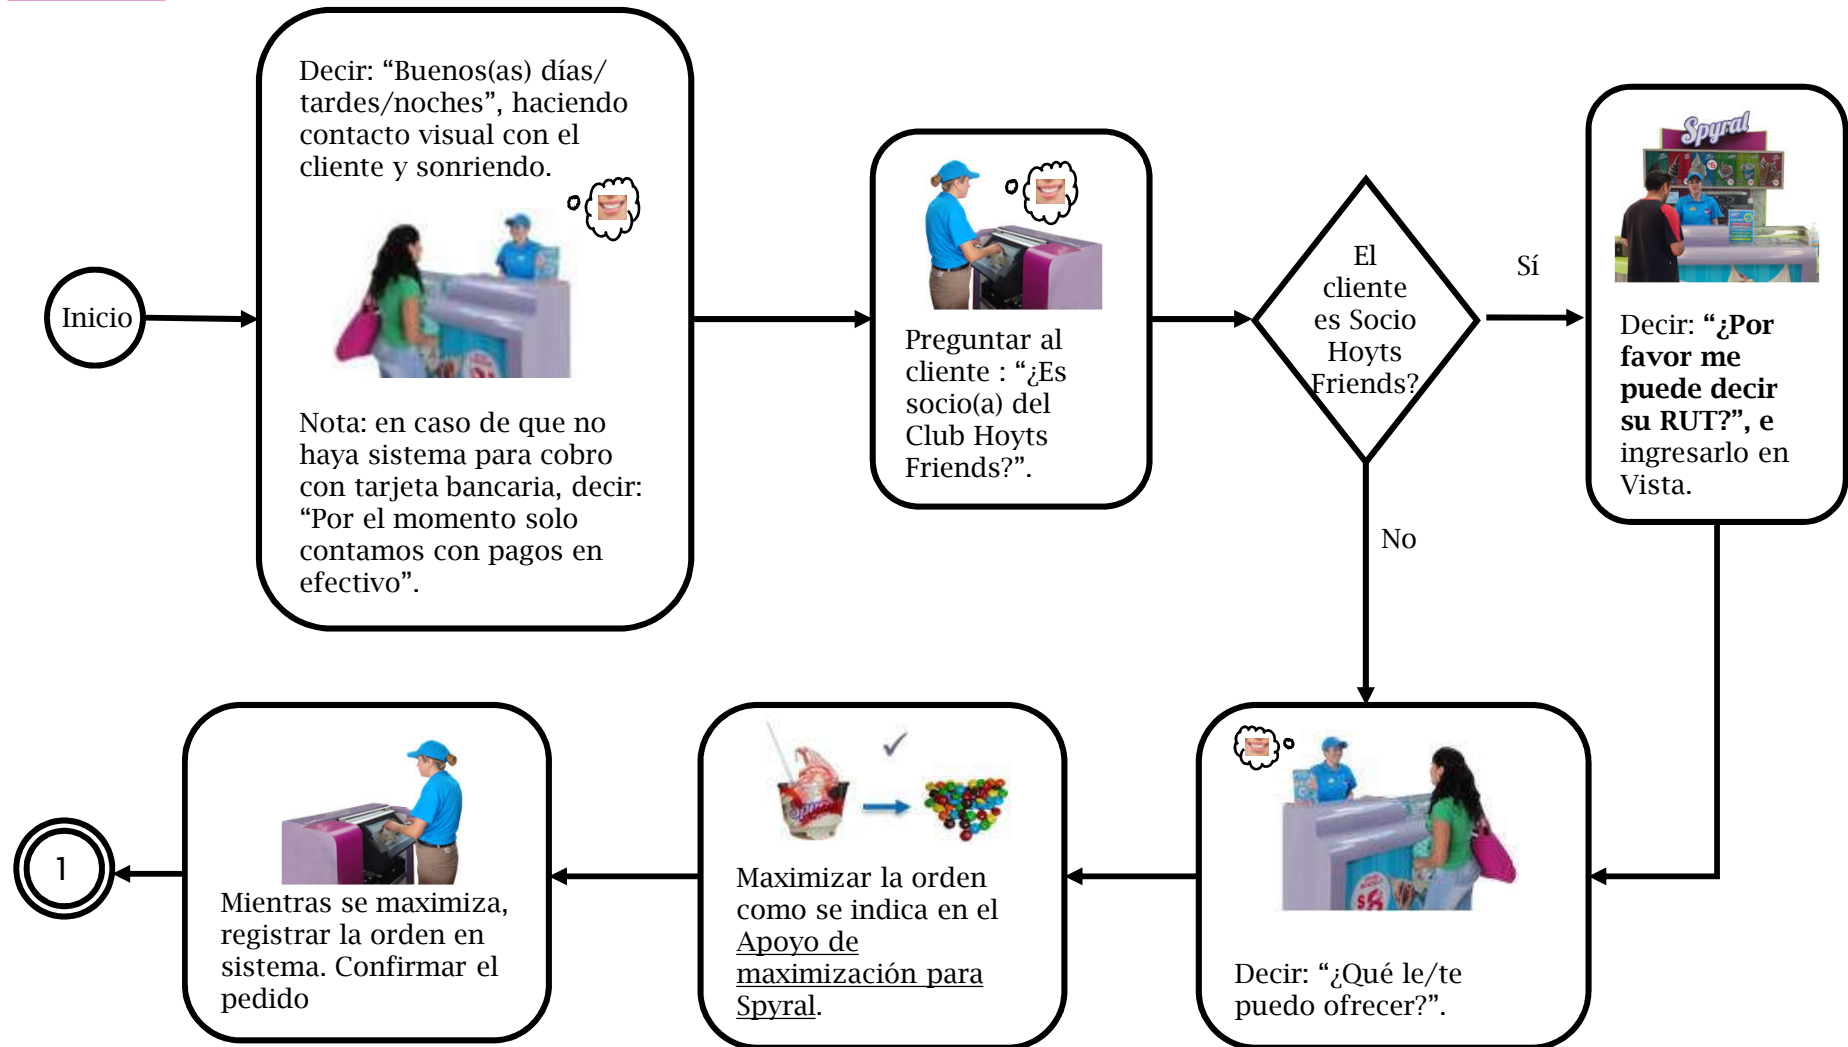 Inicio
Decir: “Buenos(as) días/
tardes/noches”, haciendo
contacto visual con el
cliente y sonriendo.
Nota: en caso de que no
haya sistema para cobro
con tarjeta bancaria, decir:
“Por el momento solo
contamos con pagos en
efectivo”.
Preguntar al
cliente : “¿Es
socio(a) del
Club Hoyts
Friends?”.
El
cliente
es Socio
Hoyts
Friends?
Sí
No
Spyral
Decir: “¿Por
favor me
puede decir
su RUT?”, e
ingresarlo en
Vista.
$8
Decir: “¿Qué le/te
puedo ofrecer?”.
Spyral
Maximizar la orden
como se indica en el
Apoyo de
maximización para
Spyral.
Mientras se maximiza,
registrar la orden en
sistema. Confirmar el
pedido
1